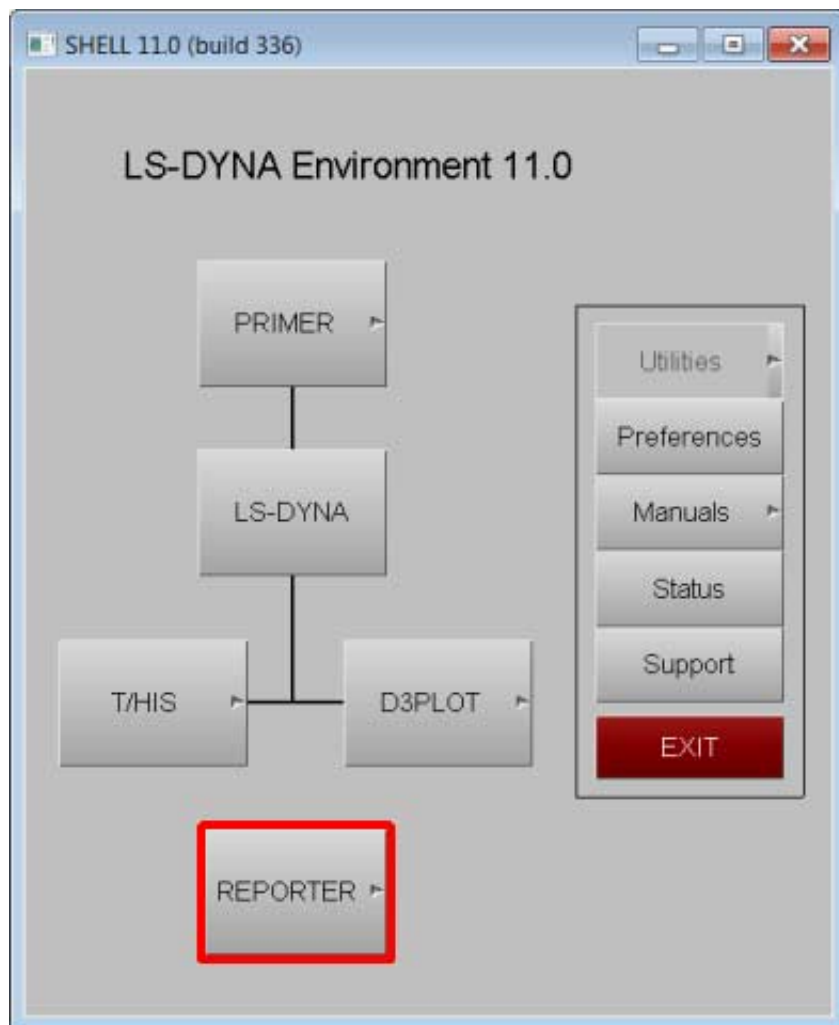 SHELL 11.0 (build 336)
LS-DYNA Environment 11.0
PRIMER
LS-DYNA
T/HIS
D3PLOT
REPORTER
Utilities
Preferences
Manuals
Status
Support
EXIT